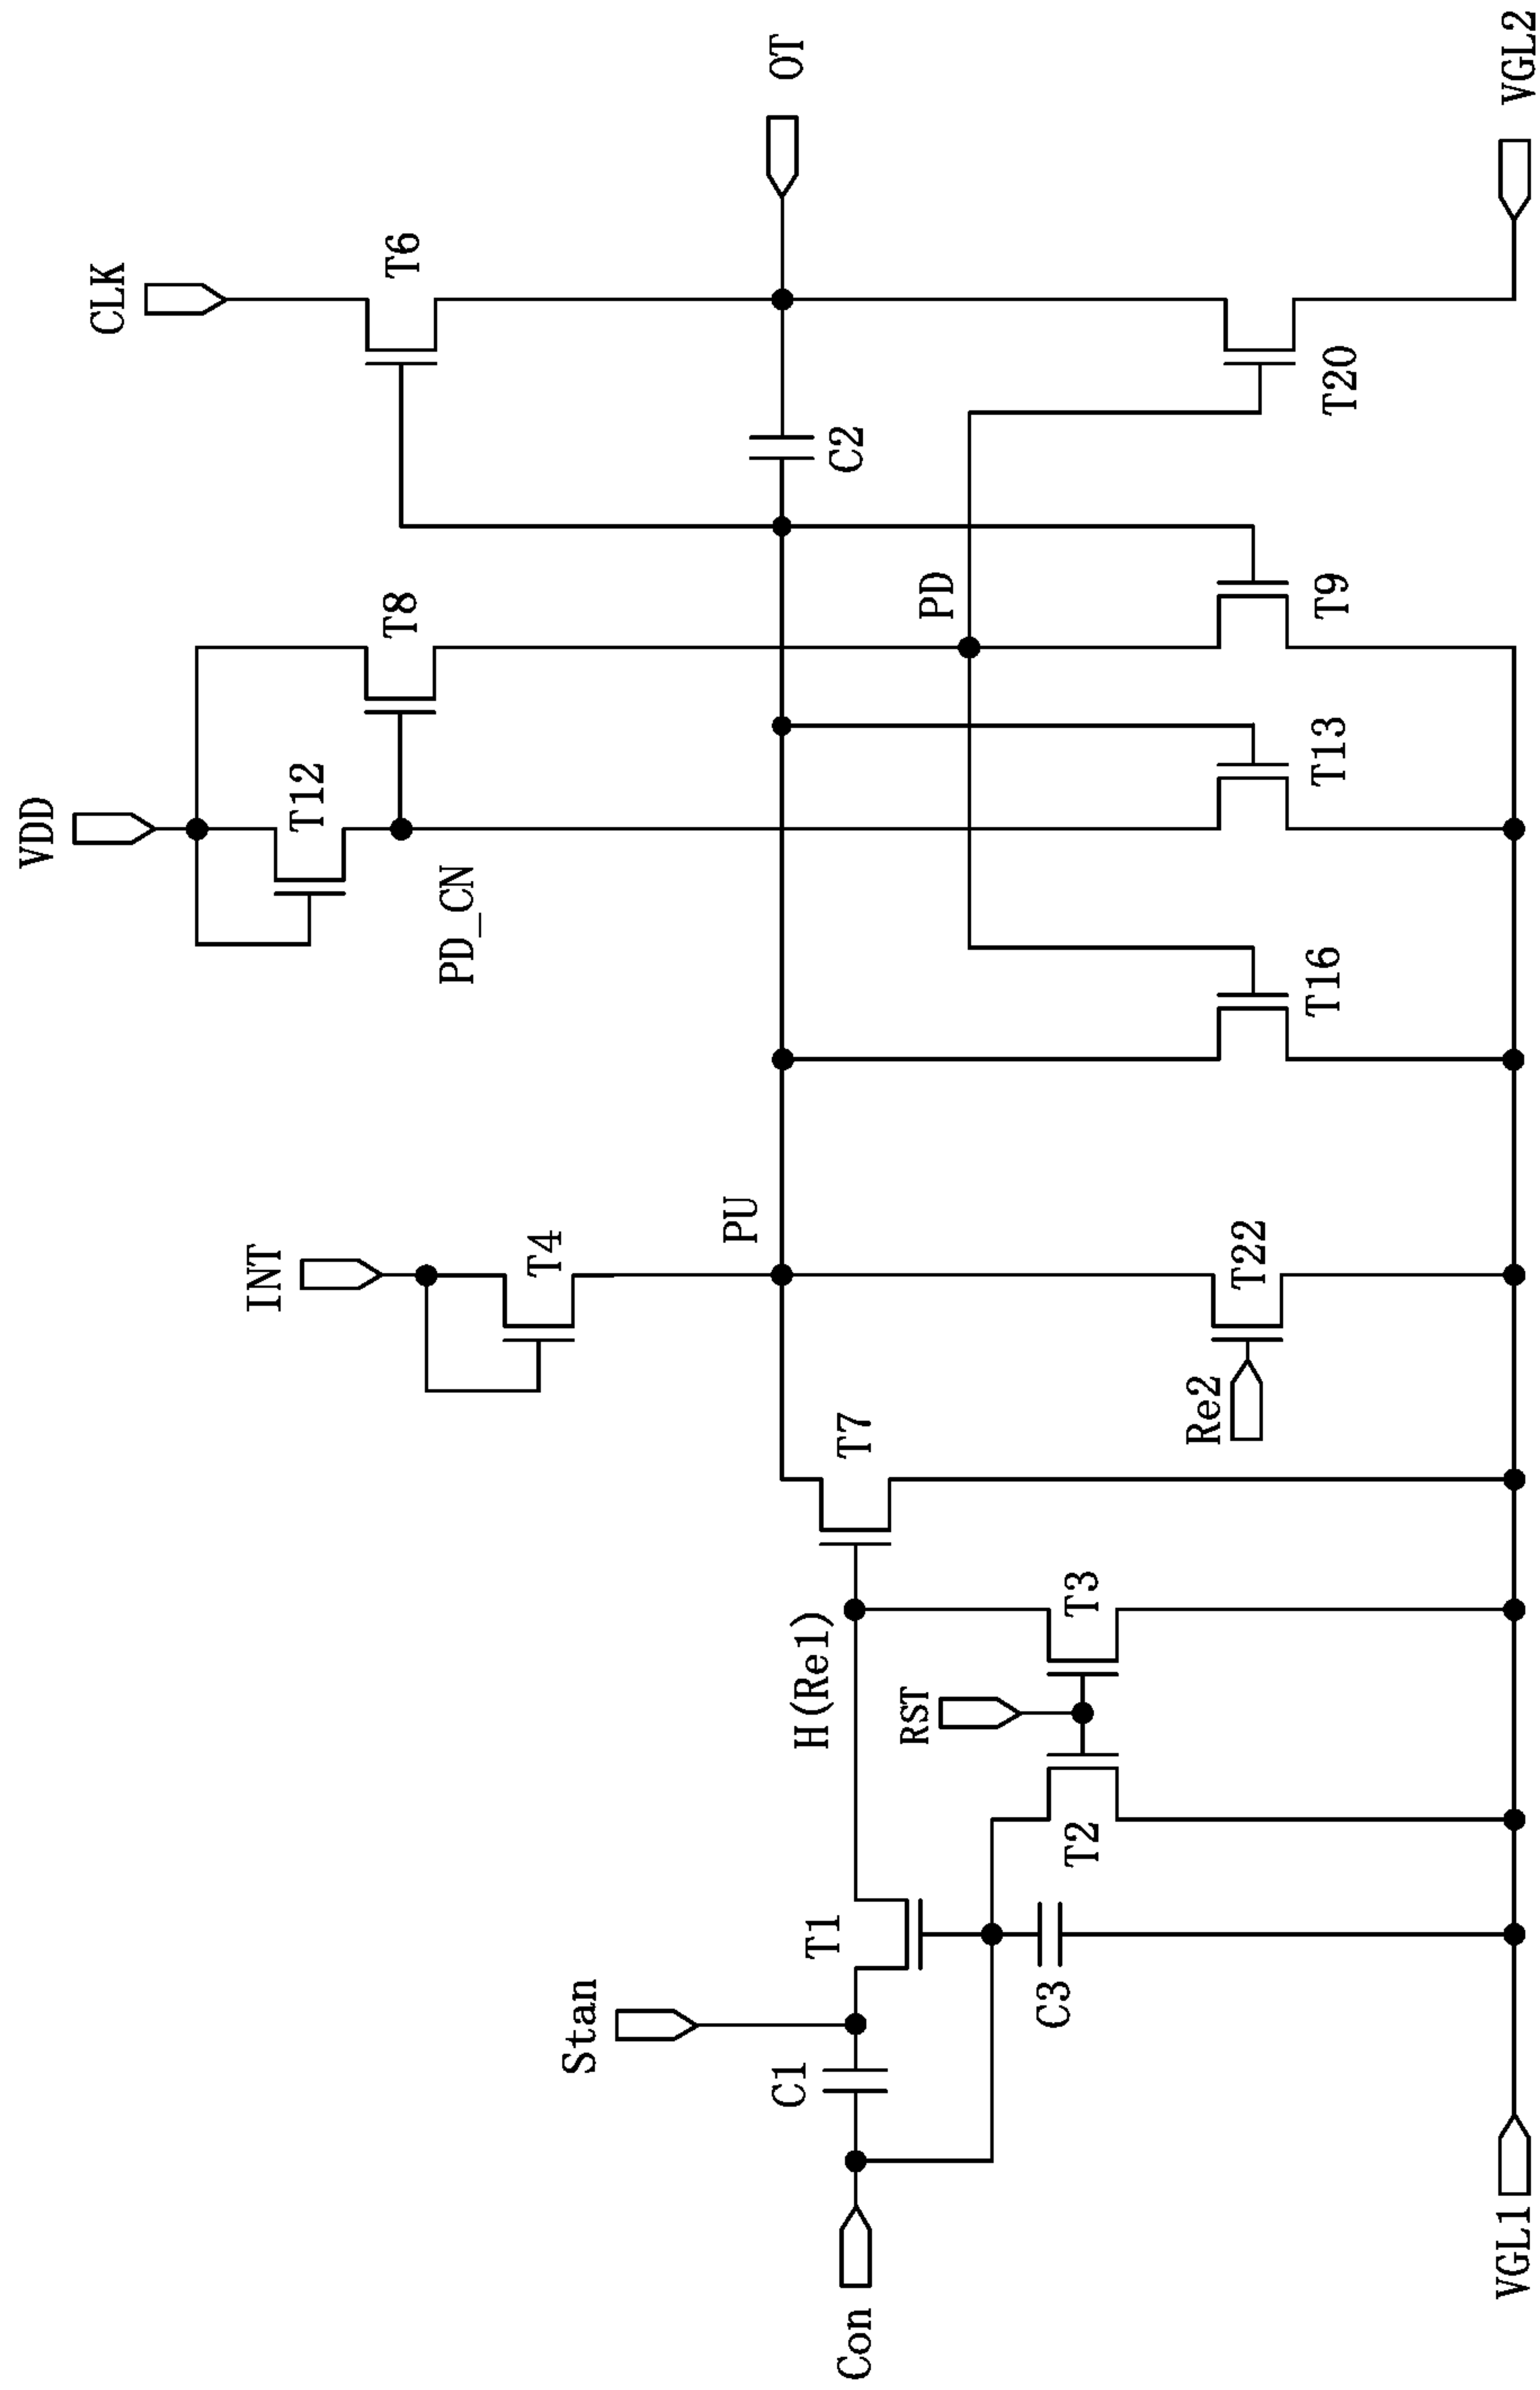 VDD
CLK
INT
T12
T8
T6
OT
PD_CN
T4
PU
C2
Stan
T1
H(Re1)
T7
PD
Con
C1
RST
C3
T2
T3
Re2
T22
T16
T13
T9
T20
VGL1
VGL2